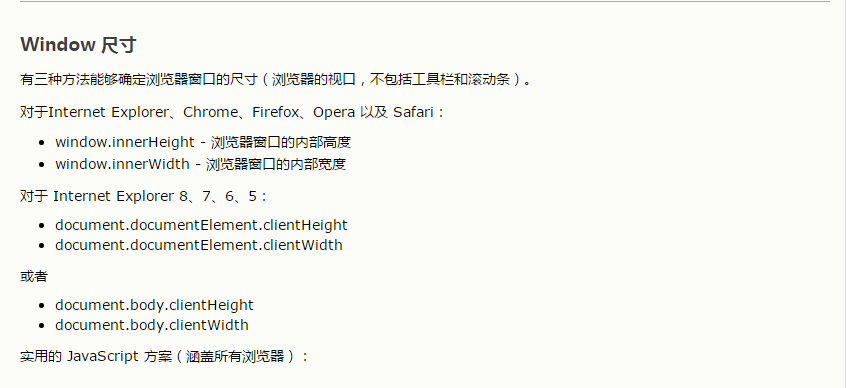 Window 尺寸
有三种方法能够确定浏览器窗口的尺寸（浏览器的视口，不包括工具栏和滚动条）。
对于Internet Explorer、Chrome、Firefox、Opera 以及 Safari：
window.innerHeight - 浏览器窗口的内部高度
window.innerWidth - 浏览器窗口的内部宽度
对于 Internet Explorer 8、7、6、5：
document.documentElement.clientHeight
document.documentElement.clientWidth
或者
document.body.clientHeight
document.body.clientWidth
实用的 JavaScript 方案（涵盖所有浏览器）：